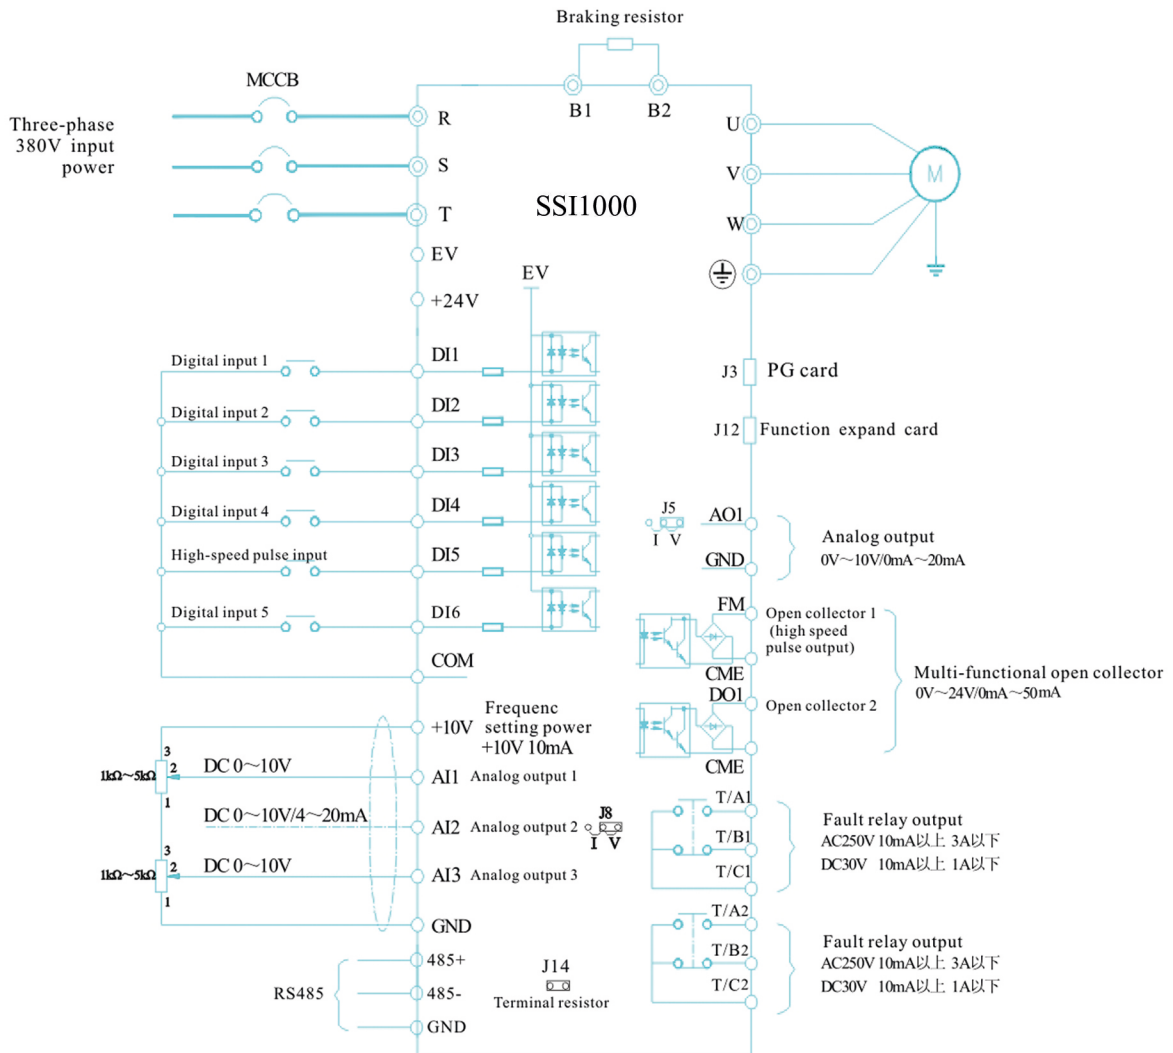 Braking resistor
MCCB
B1
B2
Three-phase
380V input
power
R
S
T
U
V
W
M
SSI1000
EV
+24V
EV
Digital input 1
DI1
Digital input 2
DI2
Digital input 3
DI3
Digital input 4
DI4
High-speed pulse input
DI5
Digital input 5
DI6
COM
J3
PG card
J12
Function expand card
J5
I V
AO1
GND
Analog output
0V～10V/0mA～20mA
FM
CME
Open collector 1
(high speed
pulse output)
DO1
CME
Open collector 2
Multi-functional open collector
0V～24V/0mA～50mA
+10V
Frequenc
setting power
+10V 10mA
3
2
1
1kΩ～5kΩ
DC 0～10V
AI1
Analog output 1
DC 0～10V/4～20mA
AI2
Analog output 2
J8
I V
3
2
1
1kΩ～5kΩ
DC 0～10V
AI3
Analog output 3
GND
T/A1
T/B1
T/C1
Fault relay output
AC250V 10mA以上 3A以下
DC30V 10mA以上 1A以下
T/A2
T/B2
T/C2
Fault relay output
AC250V 10mA以上 3A以下
DC30V 10mA以上 1A以下
RS485
485+
485-
GND
J14
Terminal resistor